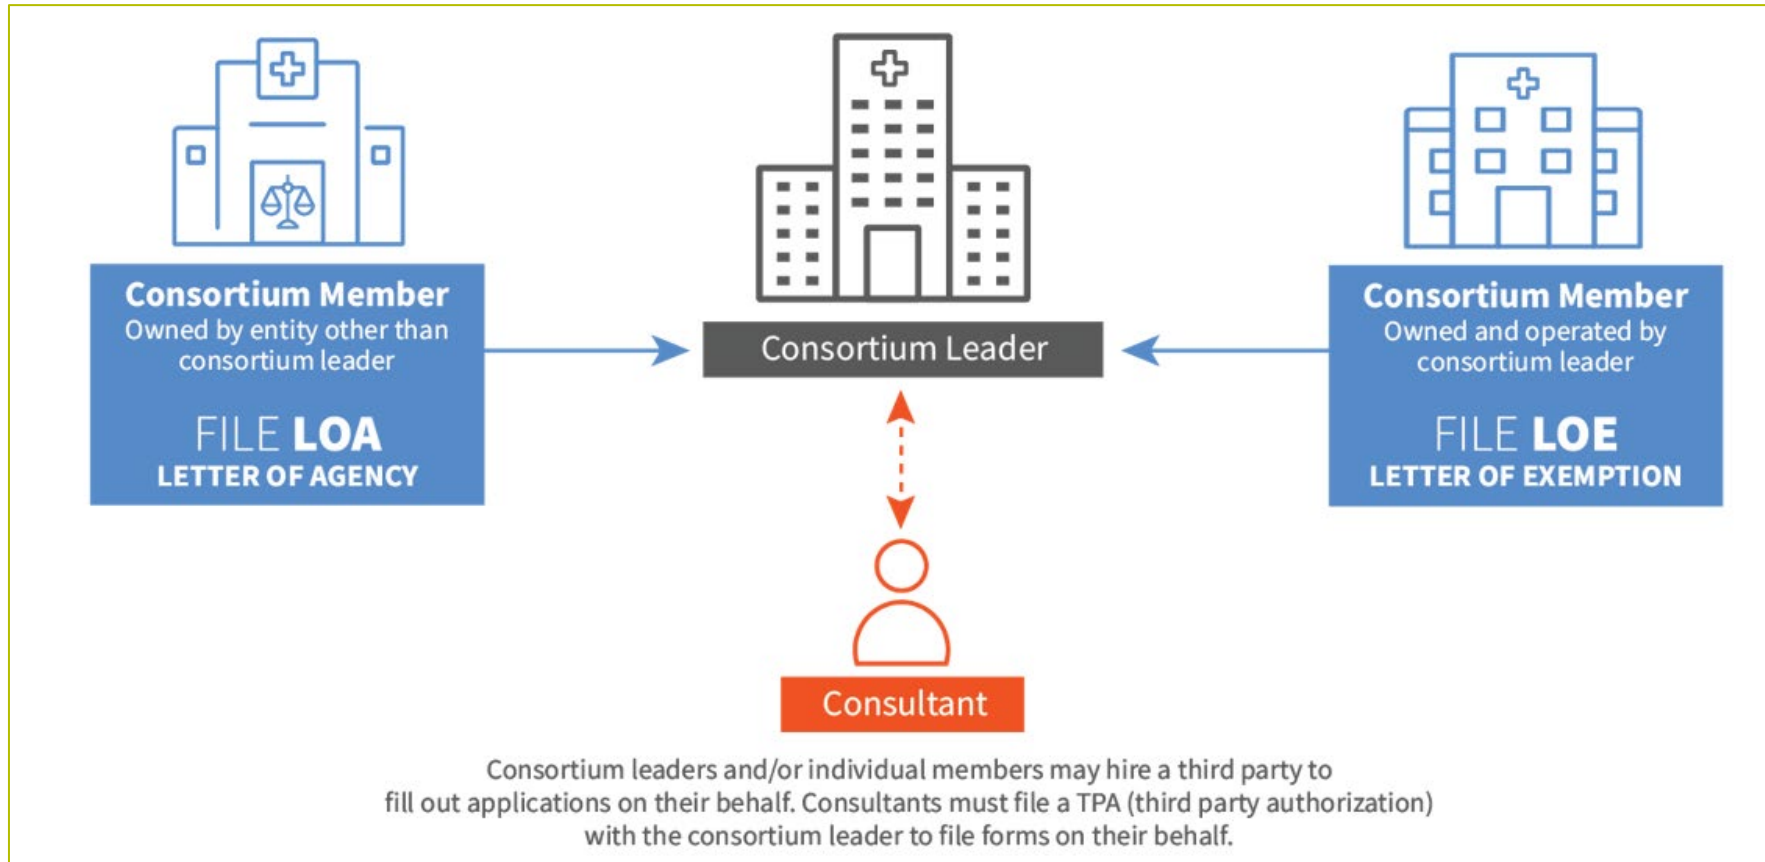 Consortium Member
Owned by entity other than
consortium leader
FILE LOA
LETTER OF AGENCY
Consortium Leader
Consortium Member
Owned and operated by
consortium leader
FILE LOE
LETTER OF EXEMPTION
Consultant
Consortium leaders and/or individual members may hire a third party to
fill out applications on their behalf. Consultants must file a TPA (third party authorization)
with the consortium leader to file forms on their behalf.